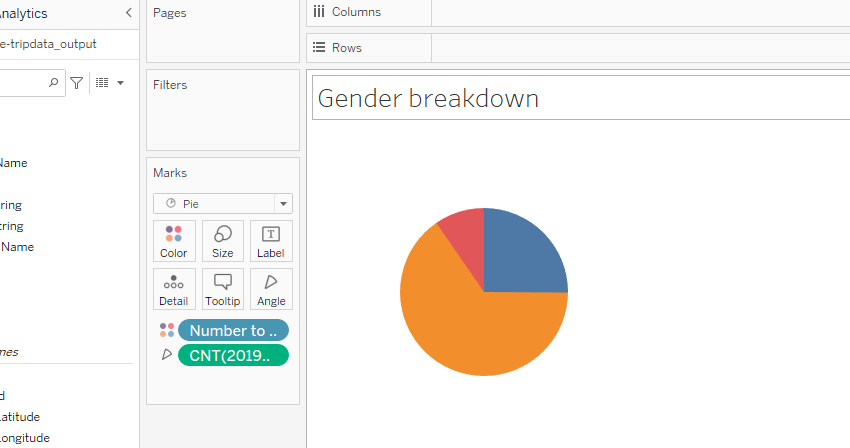 Analytics
e-tripdata_output
Name
ring
tring
Name
mes
d
atitude
ongitude
Pages
Filters
Marks
Pie
Color
Size
Label
Detail
Tooltip
Angle
Number to ..
CNT(2019..
Columns
Rows
Gender breakdown